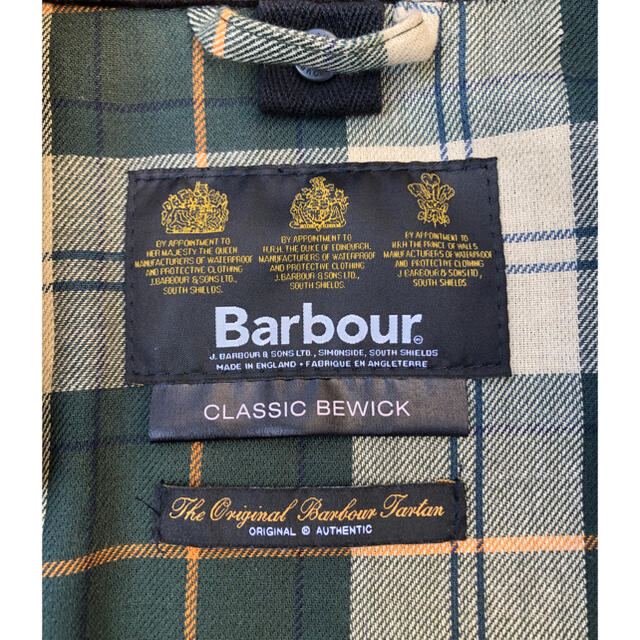 BY APPOINTMENT TO
HER MAJESTY THE QUEEN
MANUFACTURERS OF WATERPROOF
AND PROTECTIVE CLOTHING
J.BARBOUR & SONS LTD,
SOUTH SHIELDS.
BY APPOINTMENT TO
H.R.H. THE DUKE OF EDINBURGH,
MANUFACTURERS OF WATERPROOF
AND PROTECTIVE CLOTHING
J.BARBOUR & SONS LTD,
SOUTH SHIELDS.
BY APPOINTMENT TO
H.R.H THE PRINCE OF WALES
MANUFACTURERS OF WATERPROOF
AND PROTECTIVE CLOTHING
J.BARBOUR & SONS LTD,
SOUTH SHIELDS.
Barbour®
J. BARBOUR & SONS LTD., SIMONSIDE, SOUTH SHIELDS
MADE IN ENGLAND • FABRIQUE EN ANGLETERRE
CLASSIC BEWICK
The Original Barbour Tartan
ORIGINAL ® AUTHENTIC